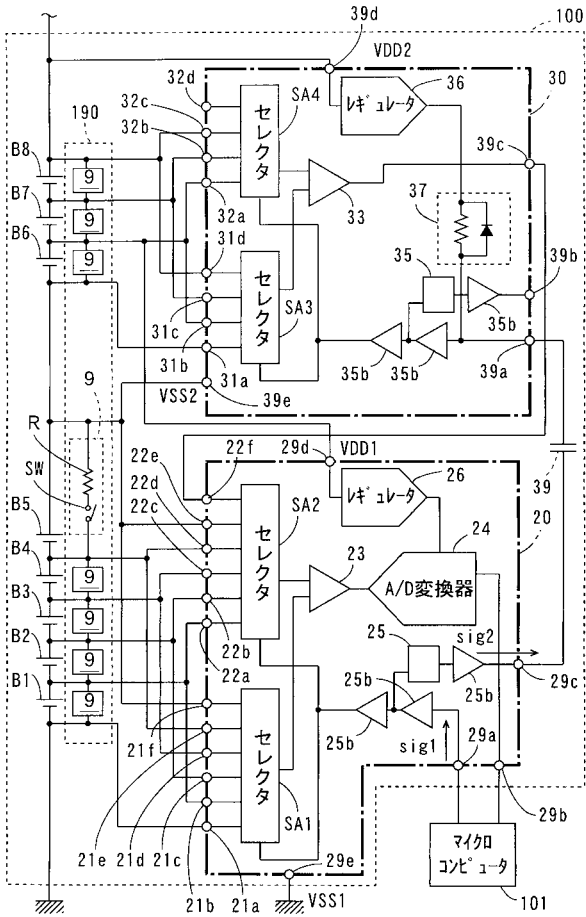 100
39d
VDD2
36
30
32d
32c
32b
SA4
セレクタ
レギュレータ
190
39c
B8
9
33
B7
9
32a
37
B6
9
31d
35
39b
セレクタ
SA3
35b
31c
31b
35b
35b
39a
31a
9
VSS2
39e
R
22f
29d
VDD1
39
SW
22e
26
22d
SA2
20
22c
レギュレータ
24
B5
セレクタ
B4
9
23
A/D変換器
B3
9
22b
25
sig2
B2
9
22a
25b
29c
B1
9
25b
25b
21f
セレクタ
sig1
29a
21e
SA1
29b
21d
21c
29e
マイクロ
コンピュータ
21b
21a
VSS1
101